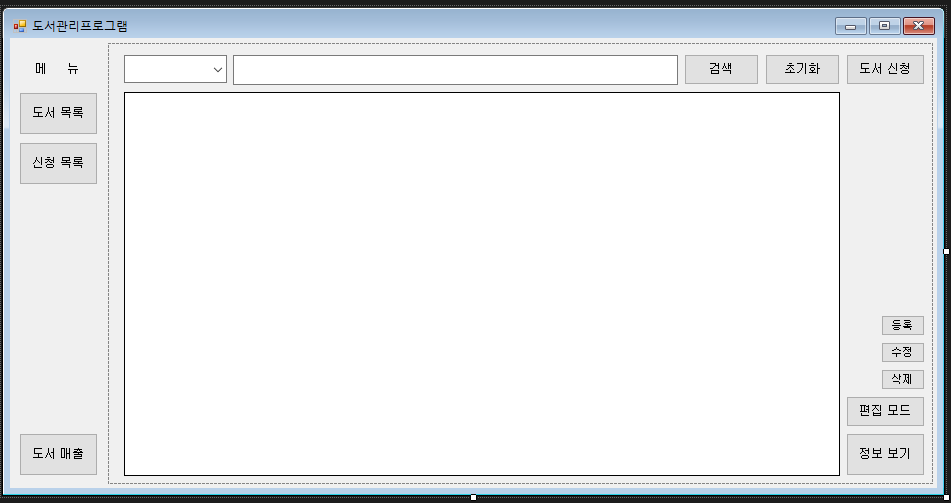 도서관리프로그램
메 뉴
검색
초기화
도서 신청
도서 목록
신청 목록
등록
수정
삭제
편집 모드
도서 매출
정보 보기